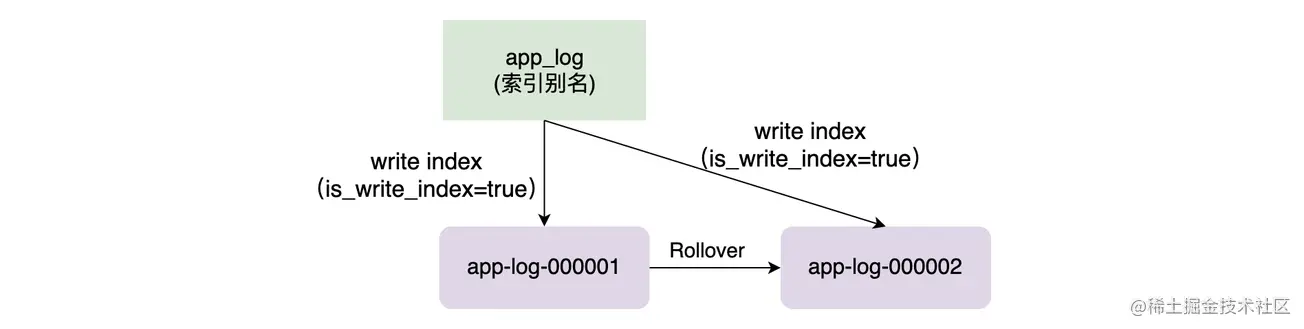 app_log
(索引别名)
write index
（is_write_index=true）
write index
（is_write_index=true）
app-log-000001
Rollover
app-log-000002
@稀土掘金技术社区